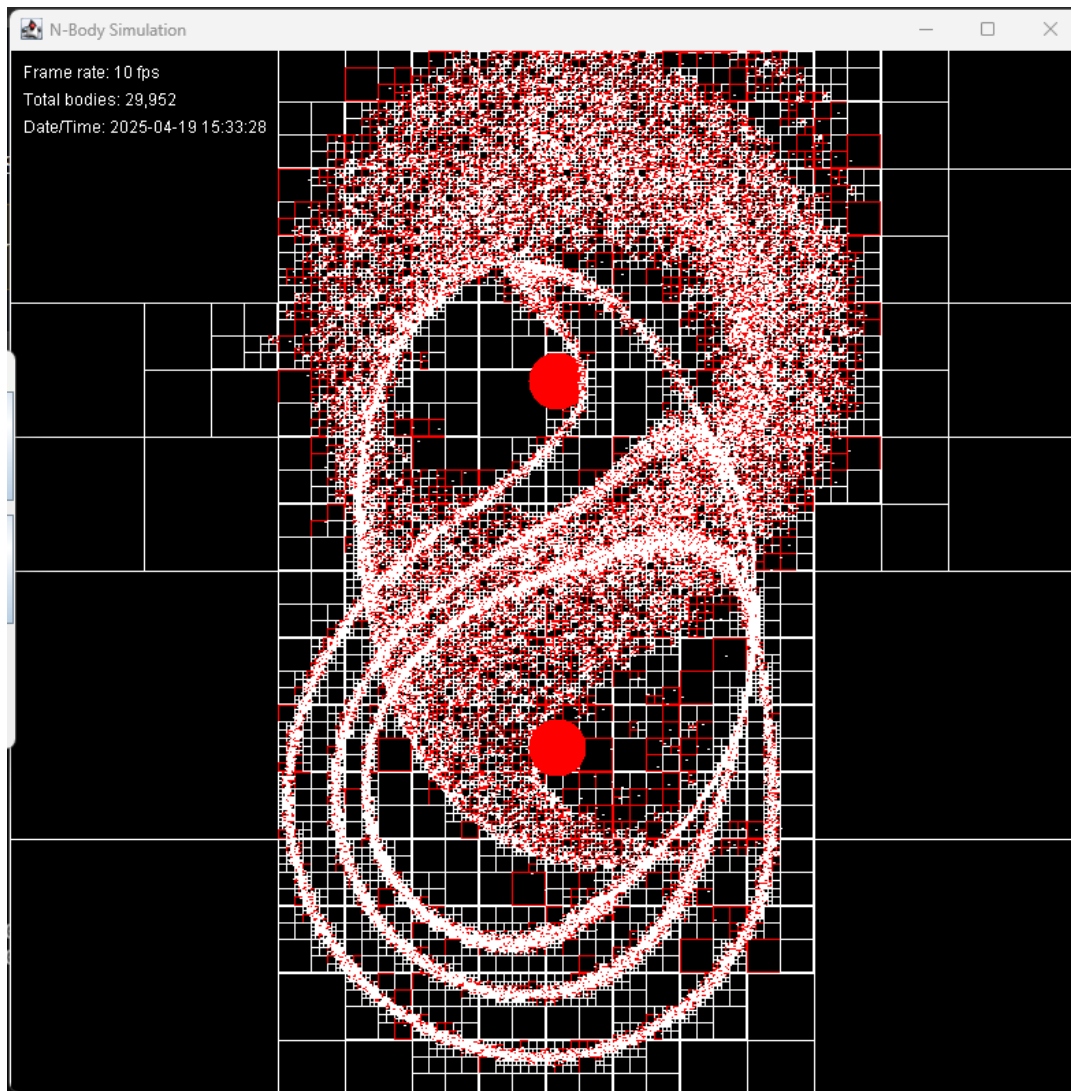 N-Body Simulation
Frame rate: 10 fps
Total bodies: 29,952
Date/Time: 2025-04-19 15:33:28